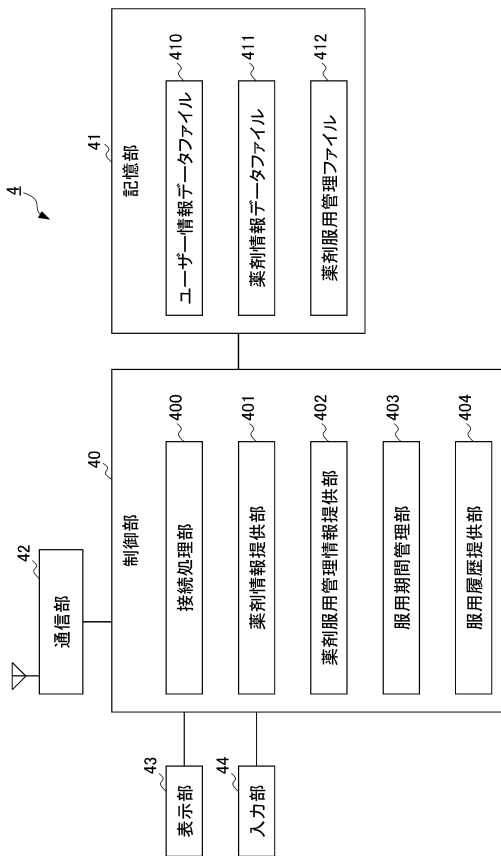 4
42
通信部
40
制御部
400
接続処理部
401
薬剤情報提供部
402
薬剤服用管理情報提供部
403
服用期間管理部
404
服用履歴提供部
41
記憶部
410
ユーザー情報データファイル
411
薬剤情報データファイル
412
薬剤服用管理ファイル
43
表示部
44
入力部